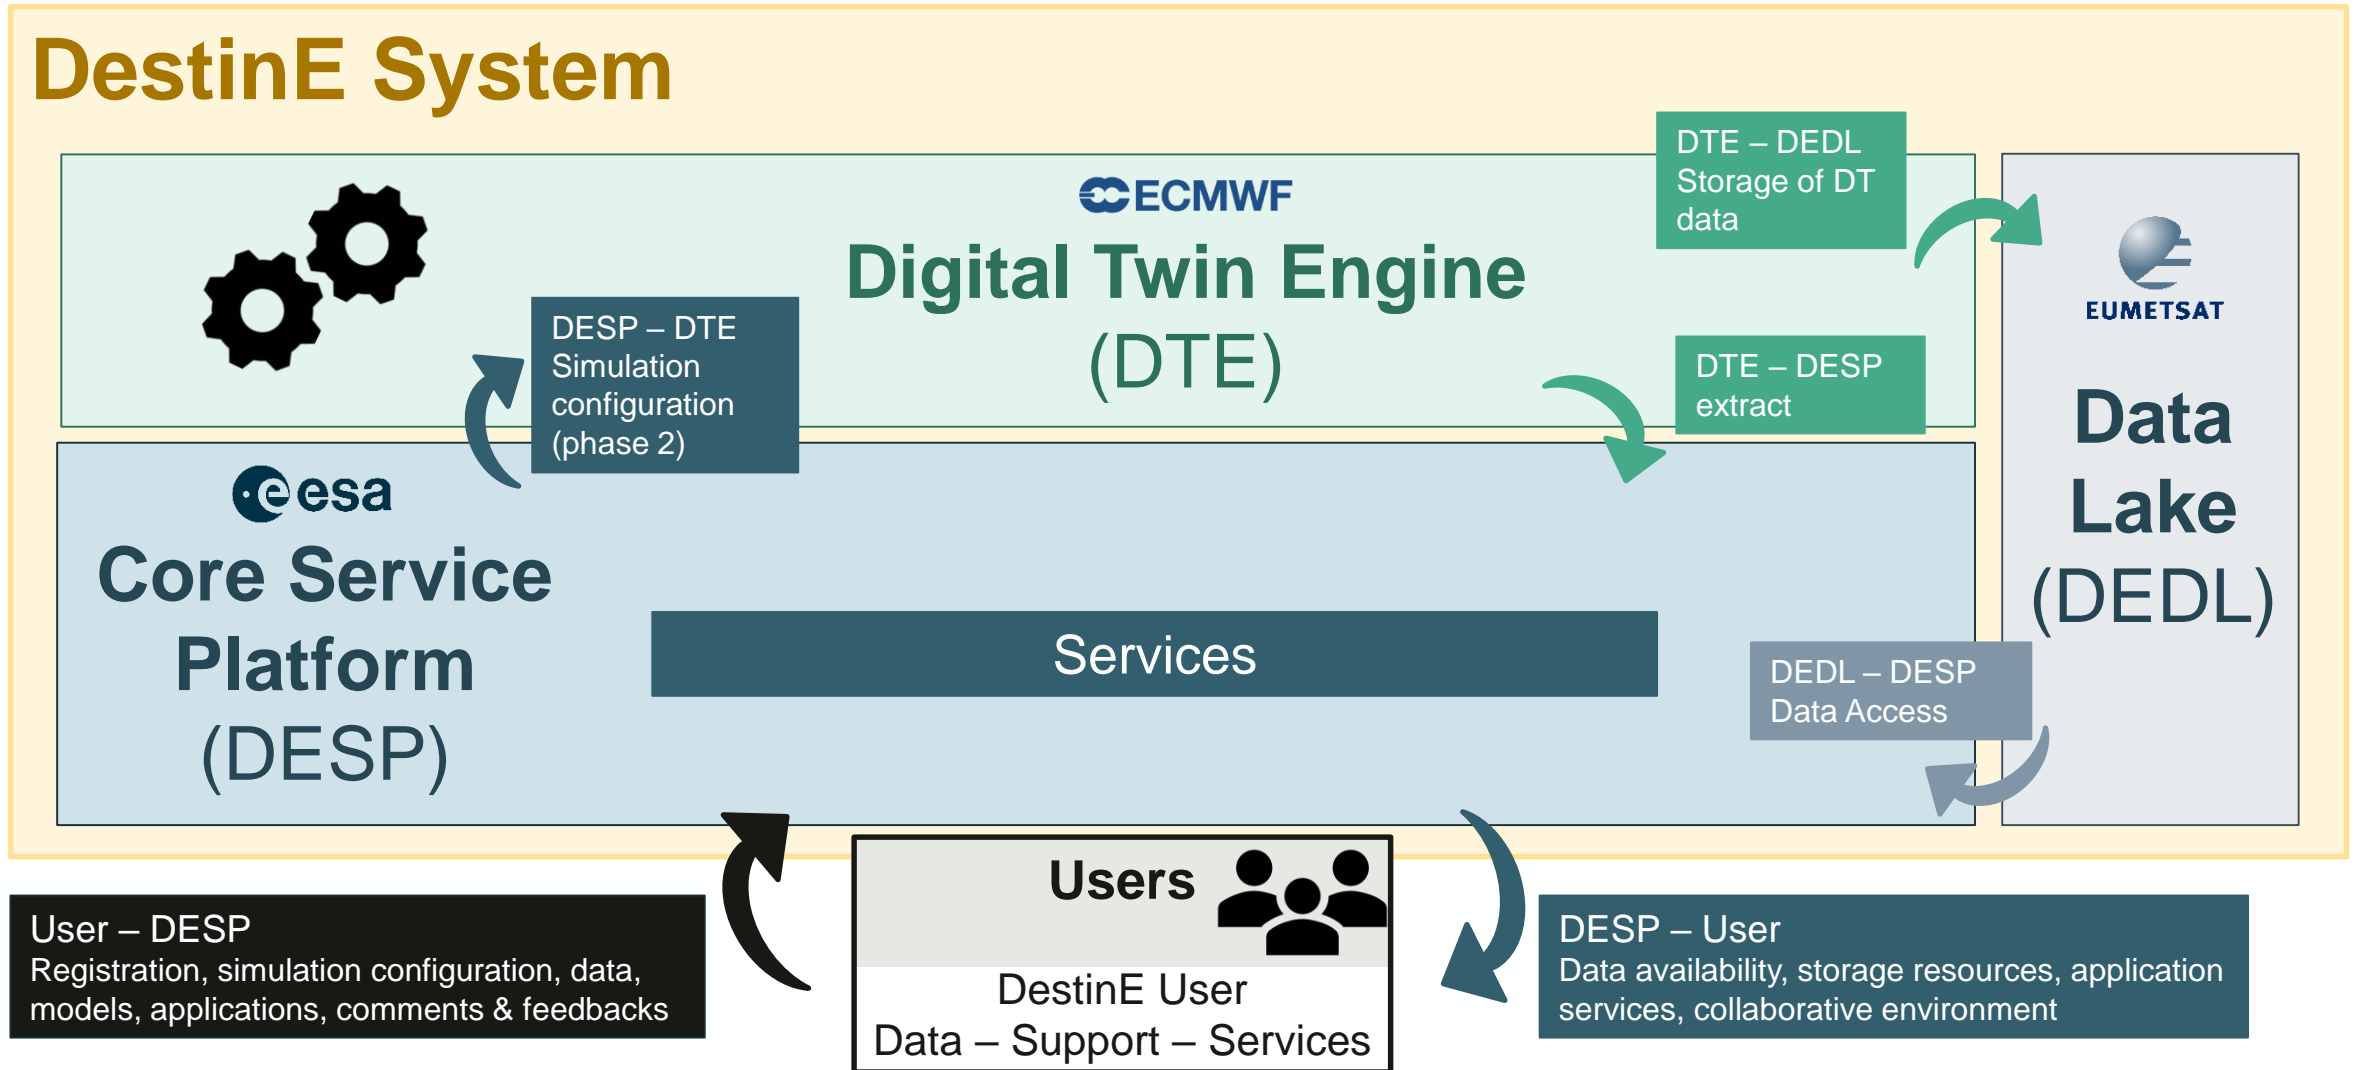 DestinE System
DTE – DEDL
Storage of DT
data
ECMWF
Digital Twin Engine
(DTE)
EUMETSAT
DESP – DTE
Simulation
configuration
(phase 2)
DTE – DESP
extract
Data
Lake
(DEDL)
esa
Core Service
Platform
(DESP)
Services
DEDL – DESP
Data Access
Users
DestinE User
Data – Support – Services
User – DESP
Registration, simulation configuration, data,
models, applications, comments & feedbacks
DESP – User
Data availability, storage resources, application
services, collaborative environment